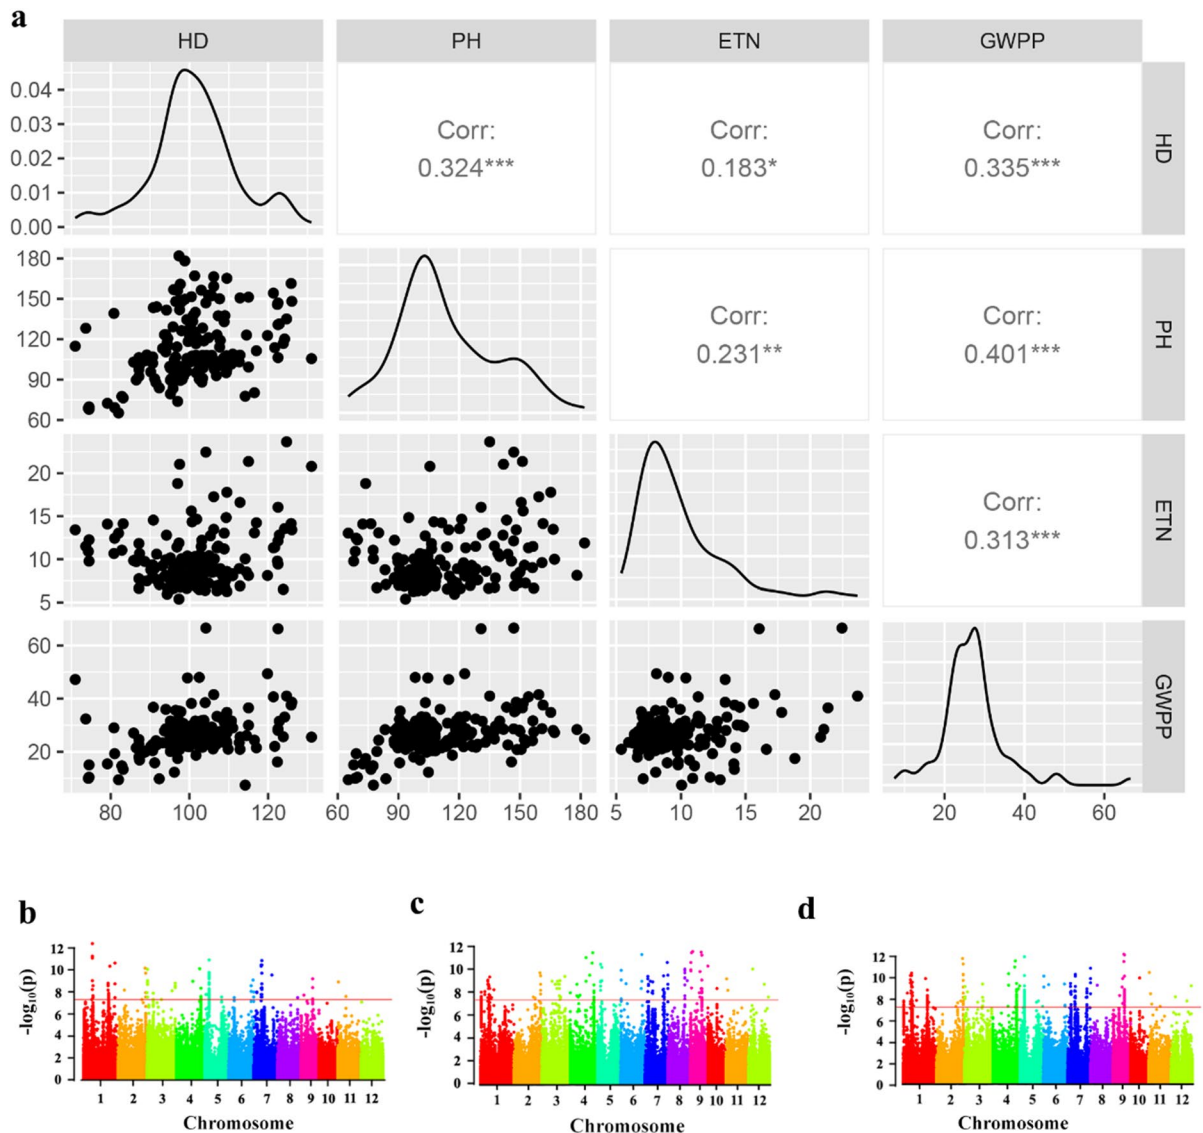 a
HD PH ETN GWPP
0.04
0.03
0.02
0.01
0.00
Corr:
0.324***
Corr:
0.183*
Corr:
0.335***
HD
180
150
120
90
60
Corr:
0.231**
Corr:
0.401***
PH
20
15
10
5
Corr:
0.313***
ETN
60
40
20
GWPP
80 100 120 60 90 120 150 180 5 10 15 20 20 40 60
b
12
10
8
6
4
2
0
-log10(p)
1 2 3 4 5 6 7 8 9 10 11 12
Chromosome
c
12
10
8
6
4
2
0
-log10(p)
1 2 3 4 5 6 7 8 9 10 11 12
Chromosome
d
12
10
8
6
4
2
0
-log10(p)
1 2 3 4 5 6 7 8 9 10 11 12
Chromosome